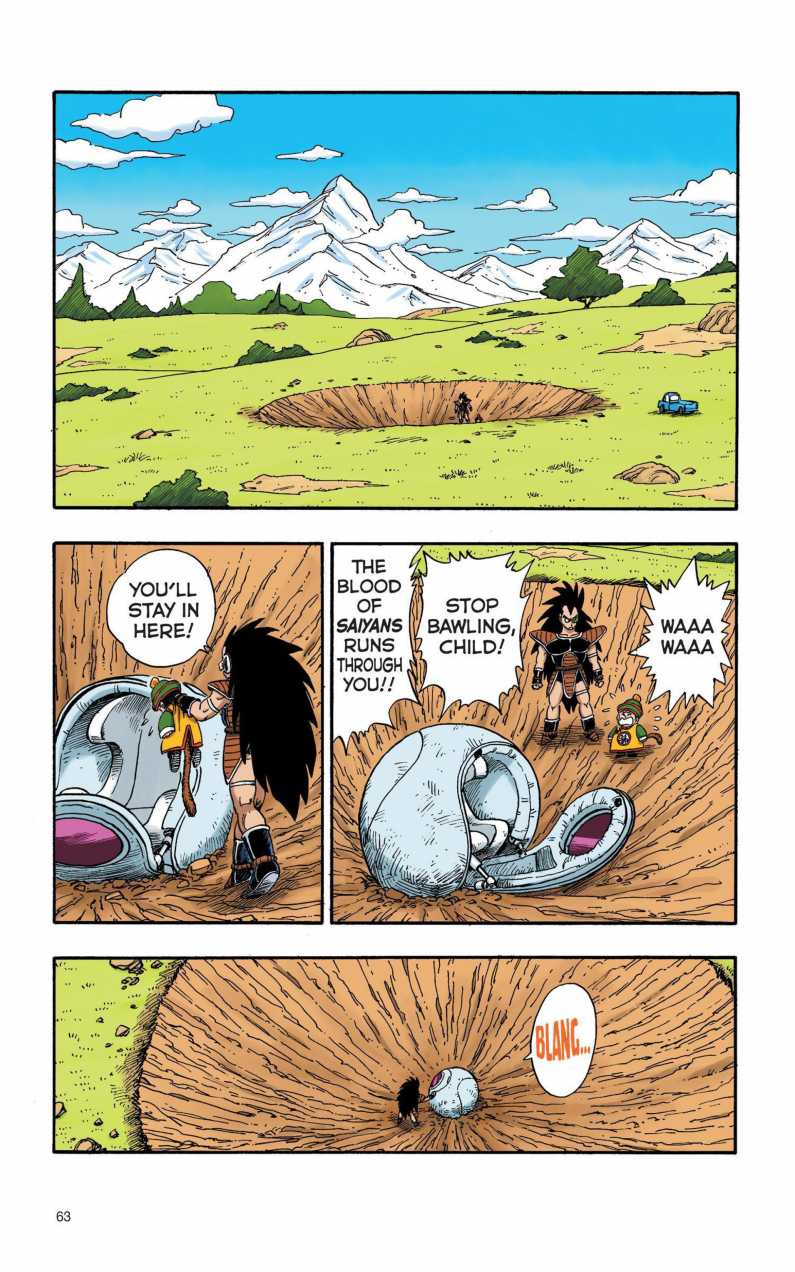 WAAA
WAAA
STOP
BAWLING,
CHILD!
THE
BLOOD
OF
SAIYANS
RUNS
THROUGH
YOU!!
YOU'LL
STAY IN
HERE!
BLANG...
63